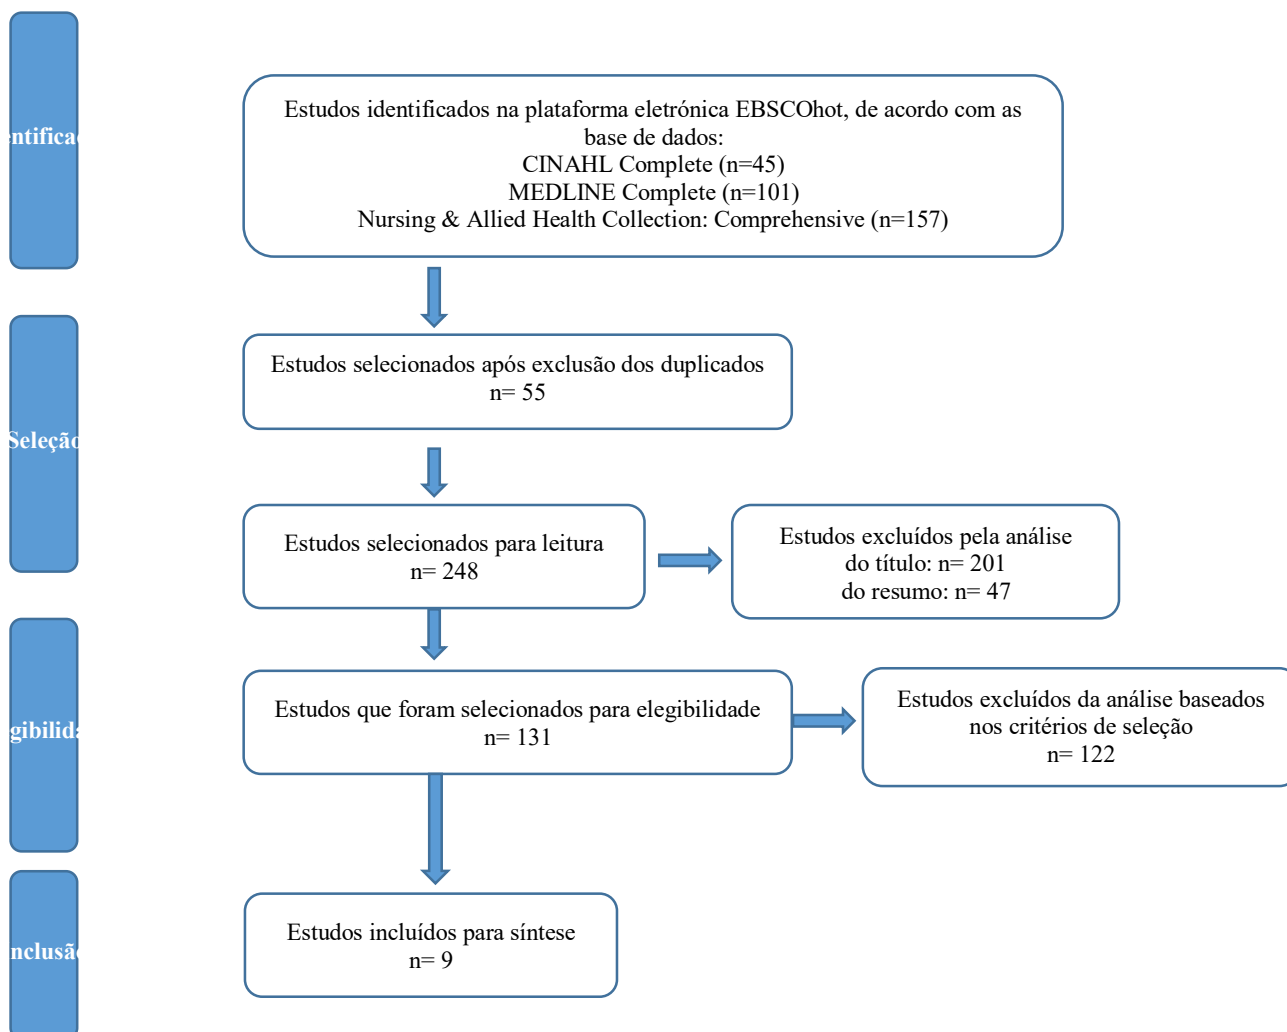 entificaç
Estudos identificados na plataforma eletrónica EBSCOhot, de acordo com as
base de dados:
CINAHL Complete (n=45)
MEDLINE Complete (n=101)
Nursing & Allied Health Collection: Comprehensive (n=157)
Seleção
Estudos selecionados após exclusão dos duplicados
n= 55
Estudos selecionados para leitura
n= 248
Estudos excluídos pela análise
do título: n= 201
do resumo: n= 47
gibilida
Estudos que foram selecionados para elegibilidade
n= 131
Estudos excluídos da análise baseados
nos critérios de seleção
n= 122
nclusão
Estudos incluídos para síntese
n= 9